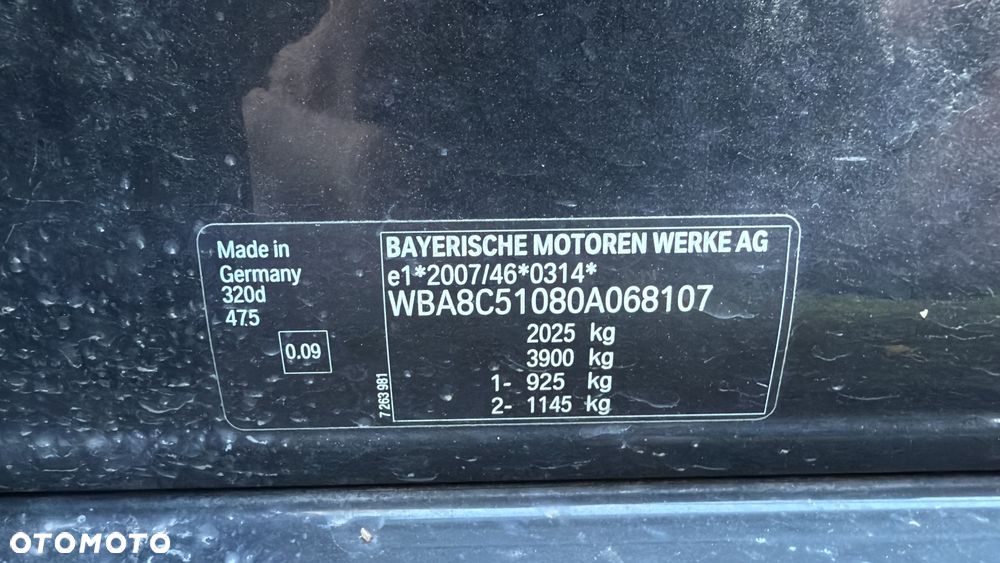 Made in
Germany
320d
475
0.09
7 263 981
BAYERISCHE MOTOREN WERKE AG
e1*2007/46*0314*
WBA8C51080A068107
2025 kg
3900 kg
1- 925 kg
2- 1145 kg
OTOMOTO